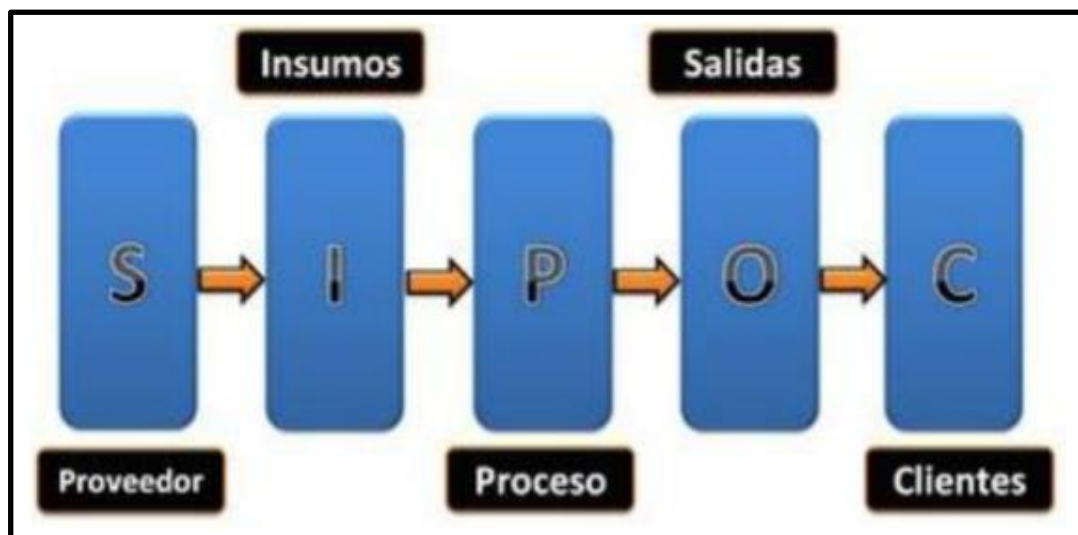 Insumos
Salidas
S
I
P
O
C
Proveedor
Proceso
Clientes